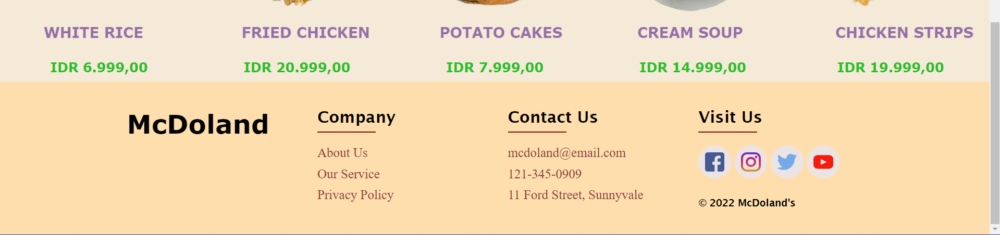 WHITE RICE
FRIED CHICKEN
POTATO CAKES
CREAM SOUP
CHICKEN STRIPS
IDR 6.999,00
IDR 20.999,00
IDR 7.999,00
IDR 14.999,00
IDR 19.999,00
McDoland
Company
About Us
Our Service
Privacy Policy
Contact Us
mcdoland@email.com
121-345-0909
11 Ford Street, Sunnyvale
Visit Us
© 2022 McDoland's